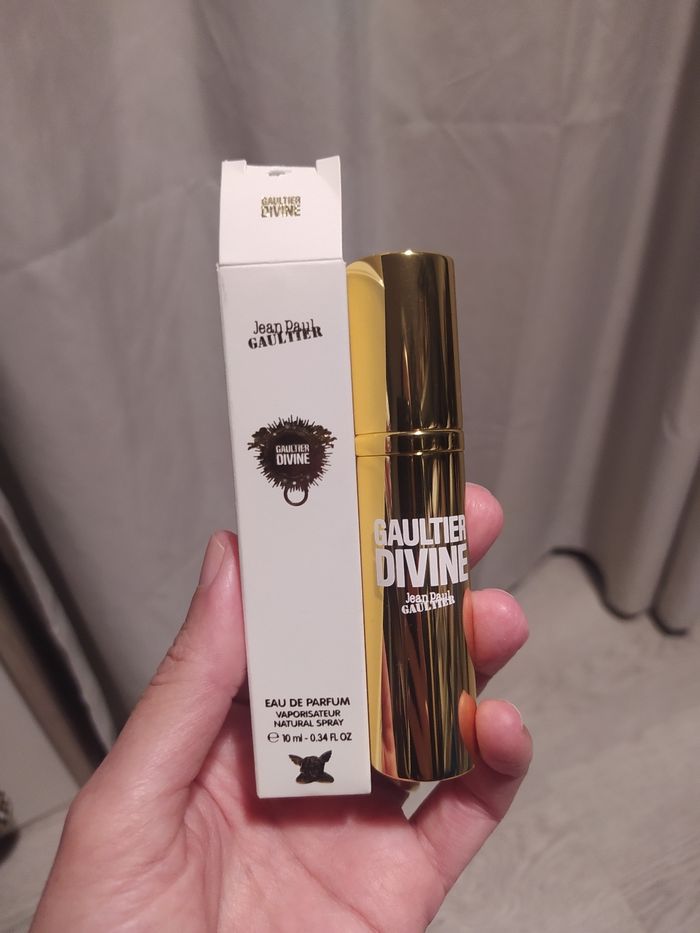 GAULTIER
DIVINE
Jean Paul
GAULTIER
GAULTIER
DIVINE
EAU DE PARFUM
VAPORISATEUR
NATURAL SPRAY
℮ 10 ml - 0.34 FL OZ
GAULTIER
DIVINE
Jean Paul
GAULTIER